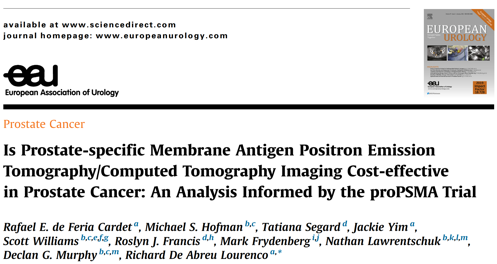 available at www.sciencedirect.com
journal homepage: www.europeanurology.com
EUROPEAN
UROLOGY
eau
European Association of Urology
Prostate Cancer
Is Prostate-specific Membrane Antigen Positron Emission
Tomography/Computed Tomography Imaging Cost-effective
in Prostate Cancer: An Analysis Informed by the proPSMA Trial
Rafael E. de Feria Cardet a, Michael S. Hofman b,c, Tatiana Segard d, Jackie Yim a,
Scott Williams b,c,e,f,g, Roslyn J. Francis d,h, Mark Frydenberg i,j, Nathan Lawrentschuk b,k,l,m,
Declan G. Murphy b,c,m, Richard De Abreu Lourenco a,*